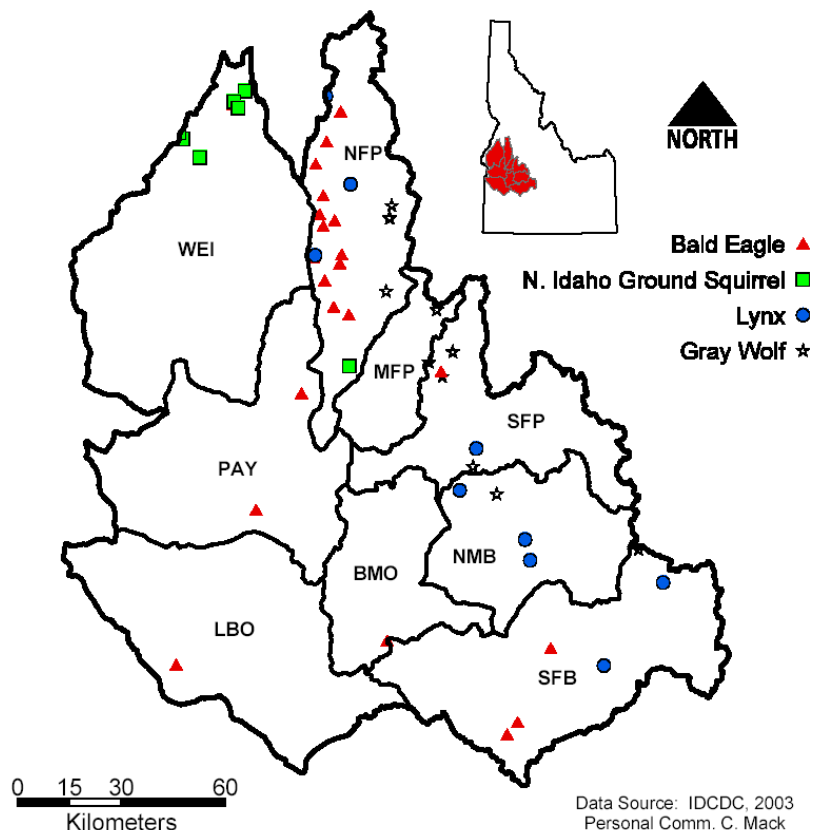 NORTH
NFP
WEI
Bald Eagle
N. Idaho Ground Squirrel
Lynx
Gray Wolf
MFP
SFP
PAY
NMB
BMO
LBO
SFB
0 15 30 60
Kilometers
Data Source: IDCDC, 2003
Personal Comm. C. Mack